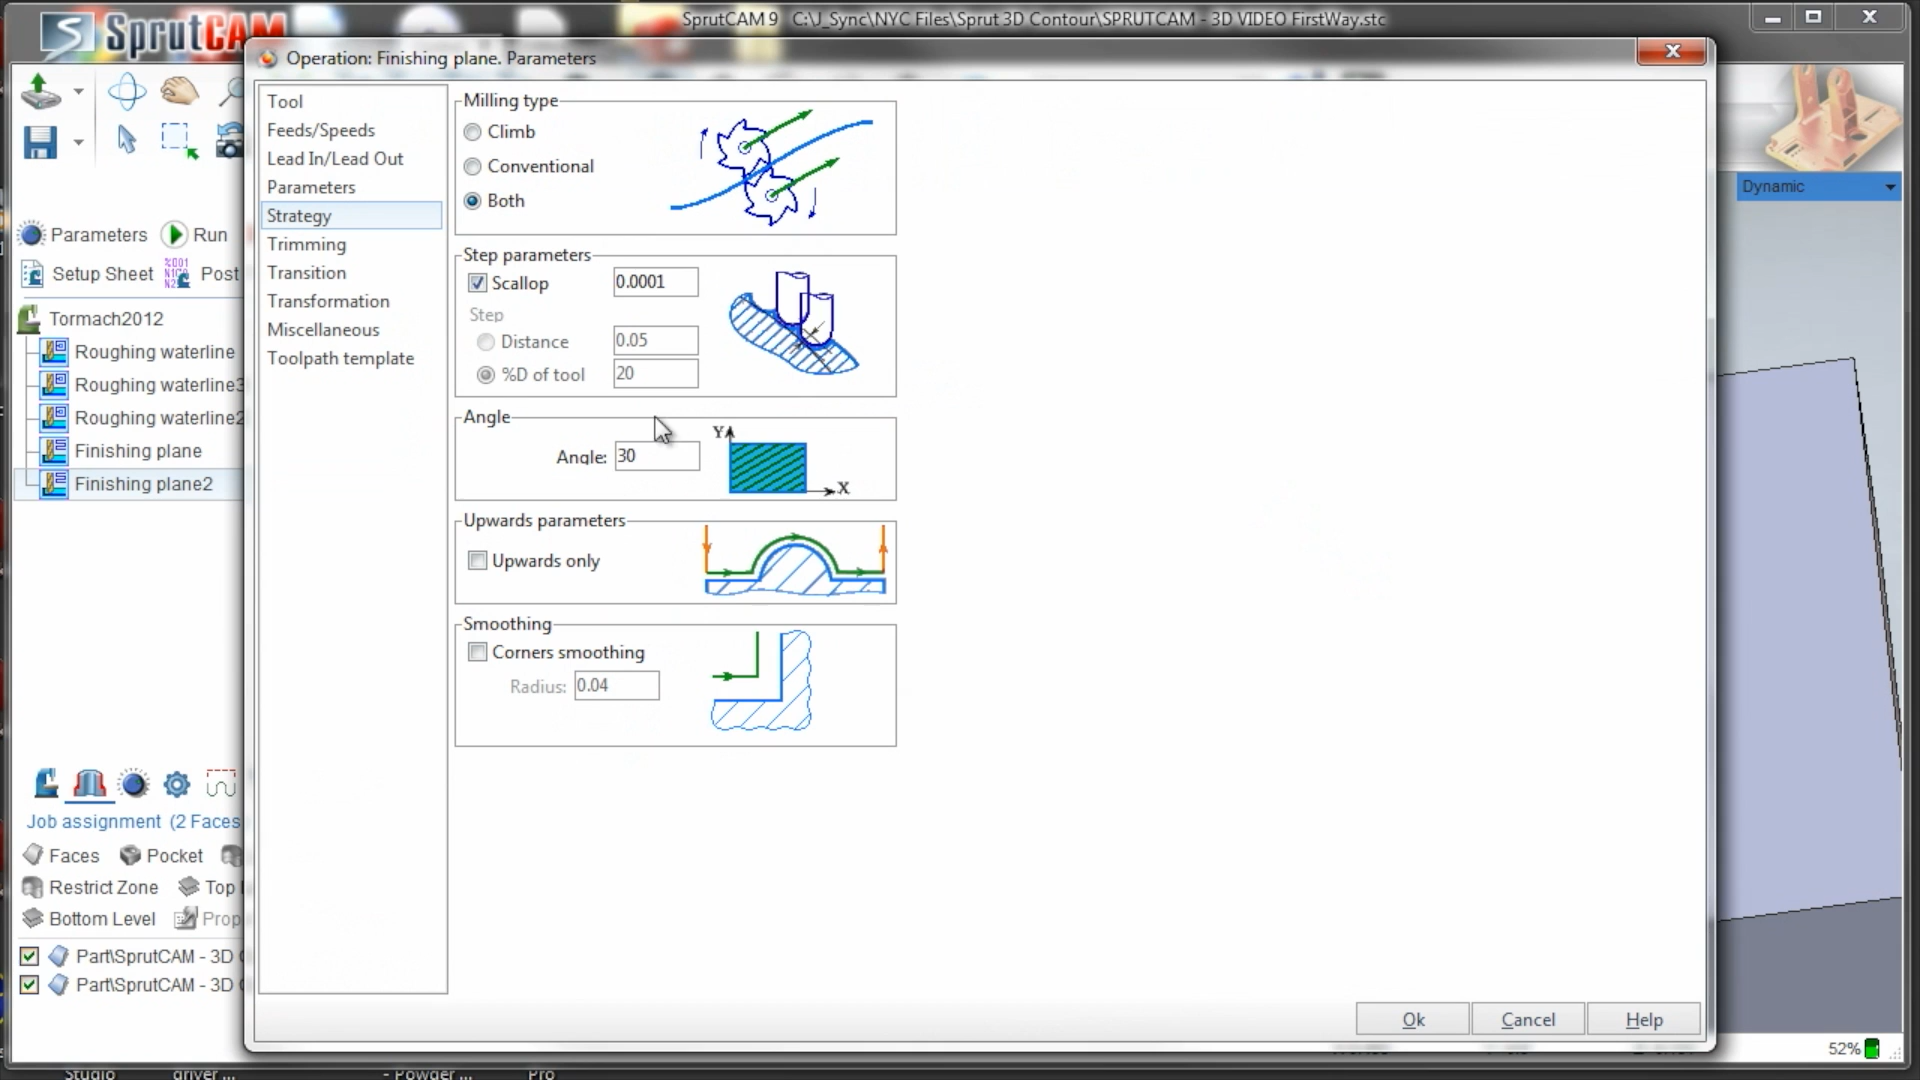 SprutCAM 9    C:\J_Sync\NYC Files\Sprut 3D Contour\SPRUTCAM - 3D VIDEO FirstWay.stc
SprutCAM
Operation: Finishing plane. Parameters
Dynamic
Parameters
Run
Setup Sheet
Post
Tormach2012
Roughing waterline
Roughing waterline3
Roughing waterline2
Finishing plane
Finishing plane2
Job assignment (2 Faces
Faces
Pocket
Restrict Zone
Top
Bottom Level
Prop
Part\SprutCAM - 3D
Part\SprutCAM - 3D
Tool
Feeds/Speeds
Lead In/Lead Out
Parameters
Strategy
Trimming
Transition
Transformation
Miscellaneous
Toolpath template
Milling type
Climb
Conventional
Both
Step parameters
Scallop
0.0001
Step
Distance
0.05
%D of tool
20
Angle
Angle:
30
Y
X
Upwards parameters
Upwards only
Smoothing
Corners smoothing
Radius:
0.04
Ok
Cancel
Help
52%
Studio
driver ...
- Powder ...
Pro